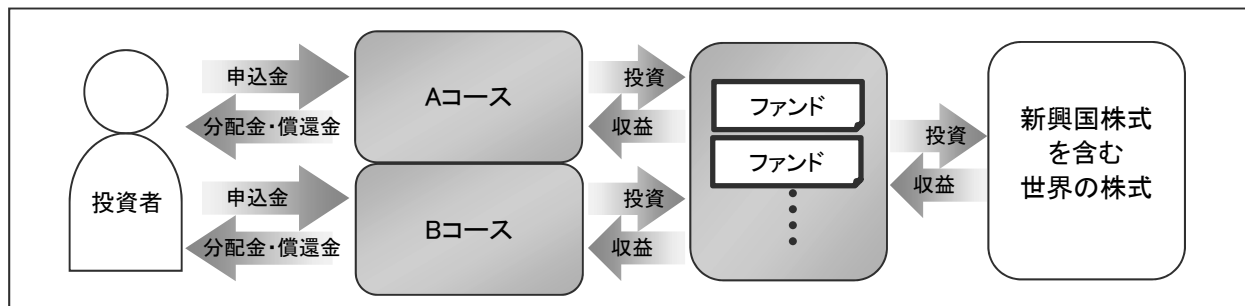 投資者
申込金
分配金・償還金
申込金
分配金・償還金
Aコース
Bコース
投資
収益
投資
収益
ファンド
ファンド
投資
収益
新興国株式
を含む
世界の株式